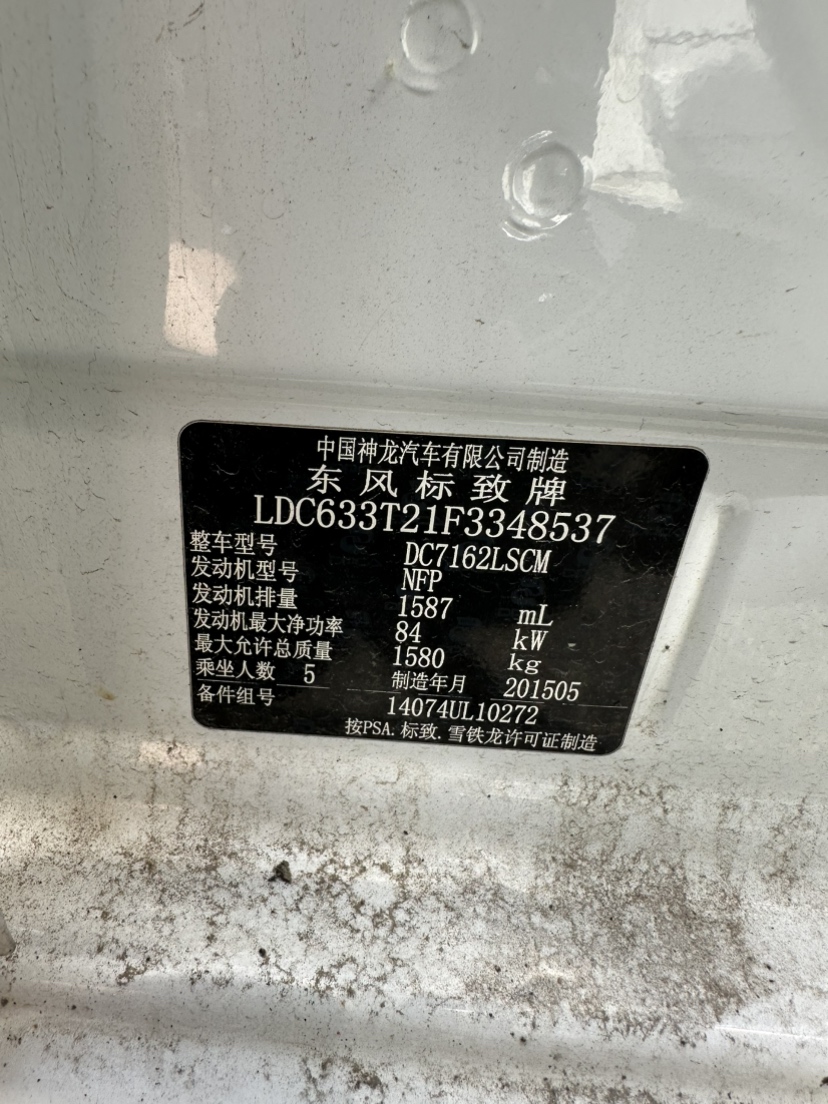 中国神龙汽车有限公司制造
东风标致牌
LDC633T21F3348537
整车型号 DC7162LSCM
发动机型号 NFP
发动机排量 1587 mL
发动机最大净功率 84 kW
最大允许总质量 1580 kg
乘坐人数 5 制造年月 201505
备件组号 14074UL10272
按PSA.标致.雪铁龙许可证制造